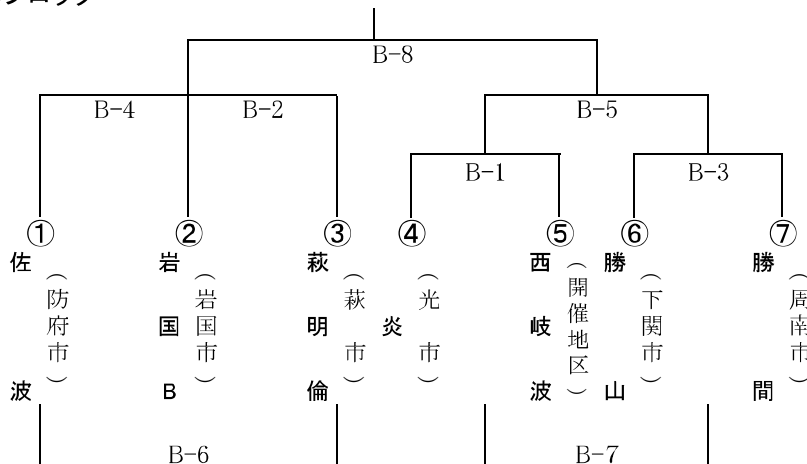 B-8
B-4
B-2
B-5
B-1
B-3
①
②
③
④
⑤
⑥
⑦
佐波
（防府市）
岩国B
（岩国市）
萩明倫
（萩市）
炎
（光市）
西岐波
（開催地区）
勝山
（下関市）
勝間
（周南市）
B-6
B-7